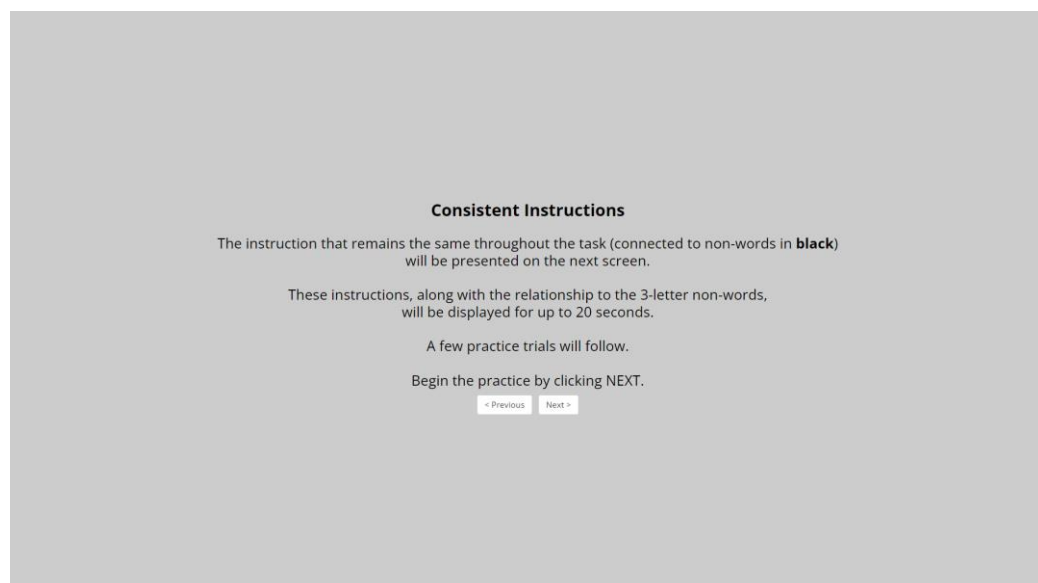 Consistent Instructions
The instruction that remains the same throughout the task (connected to non-words in black)
will be presented on the next screen.
These instructions, along with the relationship to the 3-letter non-words,
will be displayed for up to 20 seconds.
A few practice trials will follow.
Begin the practice by clicking NEXT.
< Previous Next >